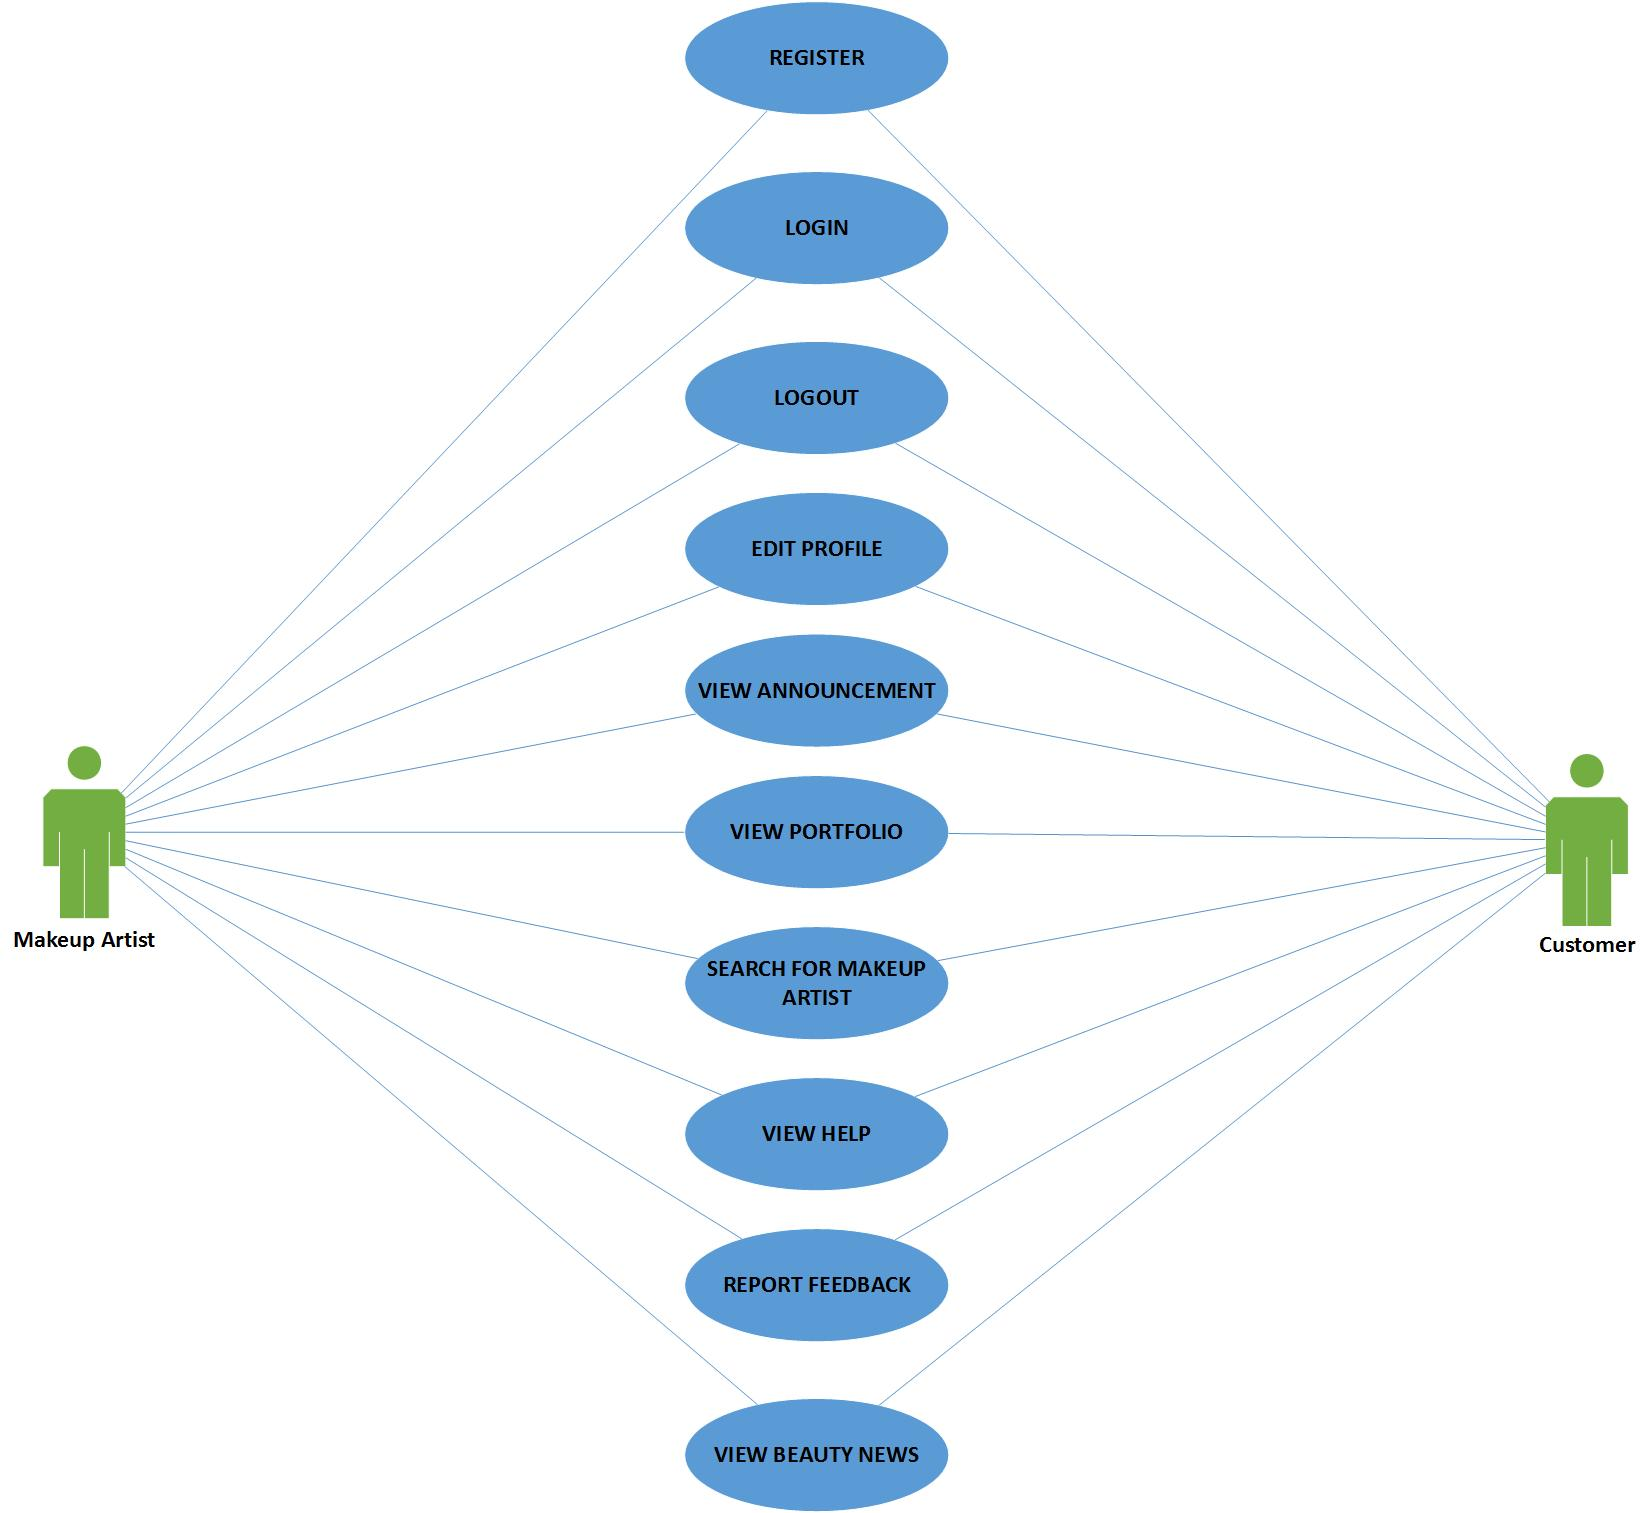 REGISTER
LOGIN
LOGOUT
EDIT PROFILE
VIEW ANNOUNCEMENT
VIEW PORTFOLIO
Makeup Artist
Customer
SEARCH FOR MAKEUP
ARTIST
VIEW HELP
REPORT FEEDBACK
VIEW BEAUTY NEWS